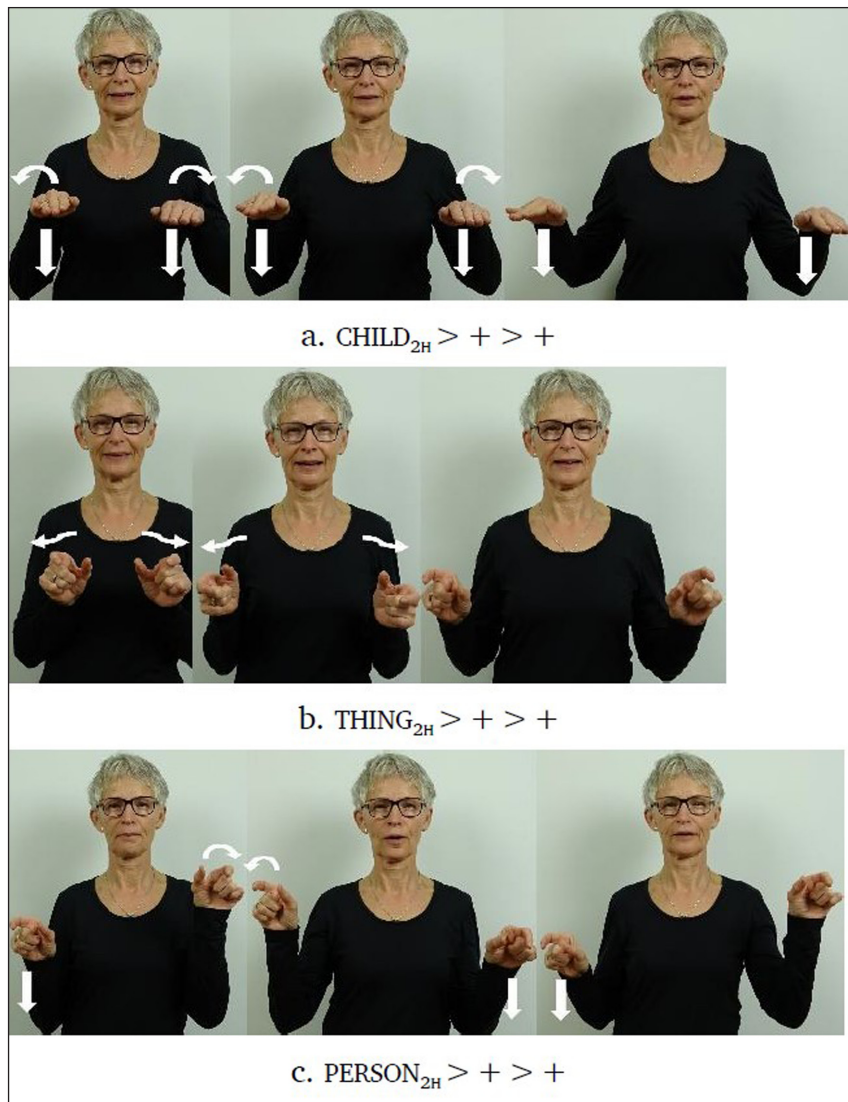 a. CHILD2H > + > +
b. THING2H > + > +
c. PERSON2H > + > +